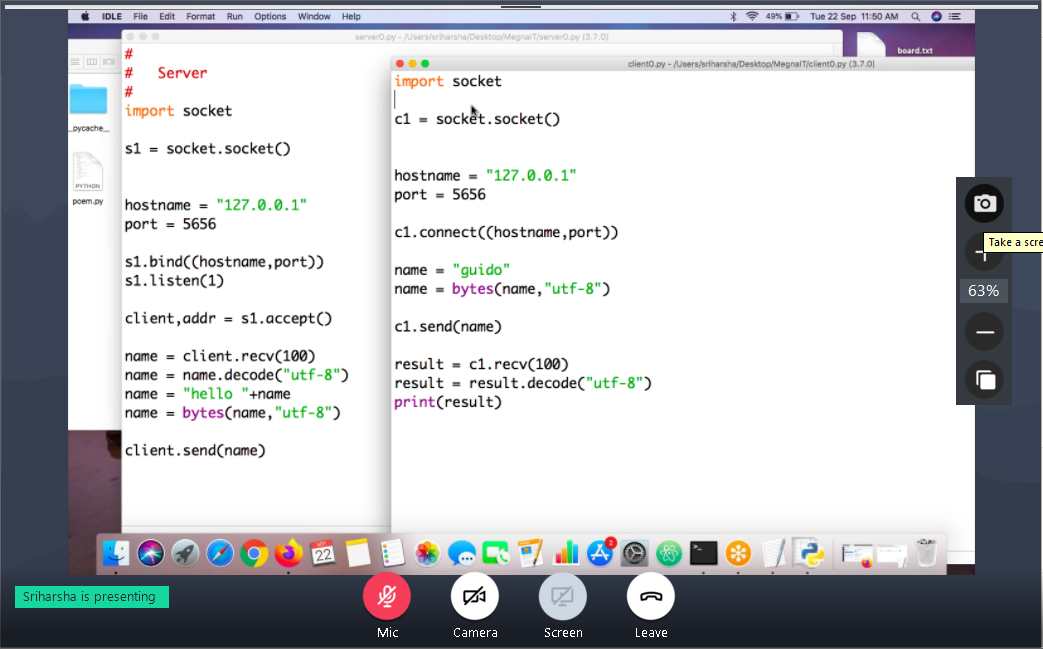 IDLE File Edit Format Run Options Window Help 49% Tue 22 Sep 11:50 AM
server0.py - /Users/sriharsha/Desktop/MegnaIT/server0.py (3.7.0)
board.txt
client0.py - /Users/sriharsha/Desktop/MegnaIT/client0.py (3.7.0)
_pycache_
PYTHON
poem.py
#
# Server
#
import socket
s1 = socket.socket()
hostname = "127.0.0.1"
port = 5656
s1.bind((hostname,port))
s1.listen(1)
client,addr = s1.accept()
name = client.recv(100)
name = name.decode("utf-8")
name = "hello "+name
name = bytes(name,"utf-8")
client.send(name)
import socket
c1 = socket.socket()
hostname = "127.0.0.1"
port = 5656
c1.connect((hostname,port))
name = "guido"
name = bytes(name,"utf-8")
c1.send(name)
result = c1.recv(100)
result = result.decode("utf-8")
print(result)
Take a scre
63%
SEP
22
2
Sriharsha is presenting
Mic Camera Screen Leave